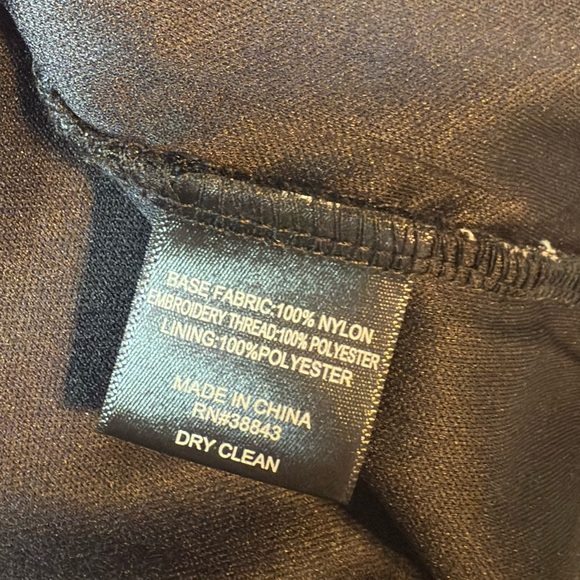 BASE FABRIC:100% NYLON
EMBROIDERY THREAD:100% POLYESTER
LINING:100%POLYESTER
MADE IN CHINA
RN#38843
DRY CLEAN